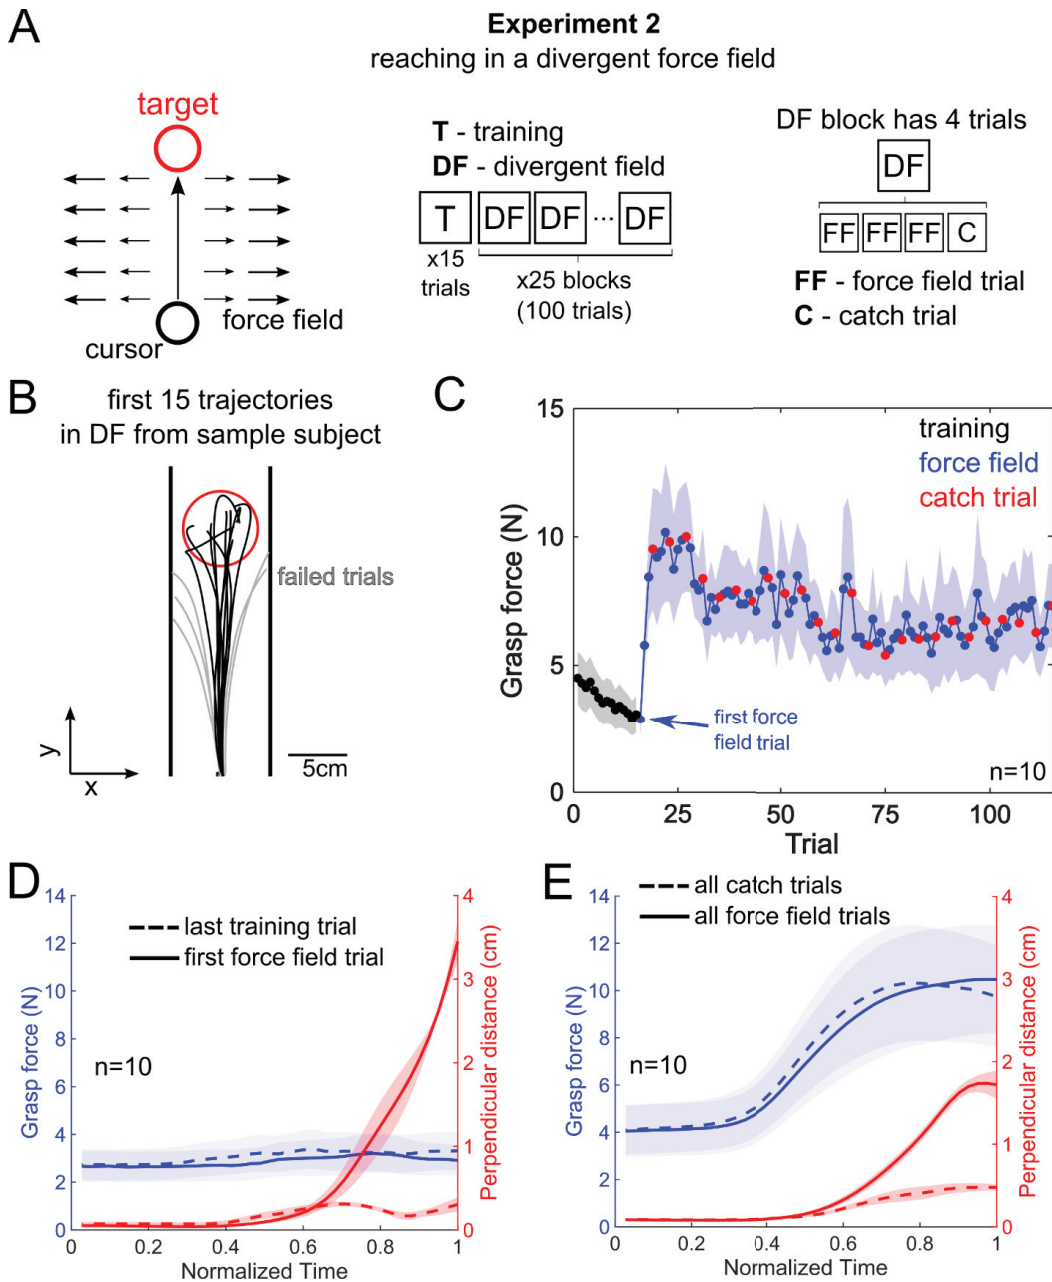 A
Experiment 2
reaching in a divergent force field
target
force field
cursor
T - training
DF - divergent field
T DF DF ... DF
x15
trials
x25 blocks
(100 trials)
DF block has 4 trials
DF
FF FF FF C
FF - force field trial
C - catch trial
B
first 15 trajectories
in DF from sample subject
failed trials
y
x
5cm
C
15
10
5
0
Grasp force (N)
training
force field
catch trial
first force
field trial
n=10
0 25 50 75 100
Trial
D
14
12
10
8
6
4
2
0
Grasp force (N)
last training trial
first force field trial
n=10
4
3
2
1
0
Perpendicular distance (cm)
0 0.2 0.4 0.6 0.8 1
Normalized Time
E
all catch trials
all force field trials
14
12
10
8
6
4
2
0
Grasp force (N)
n=10
4
3
2
1
0
Perpendicular distance (cm)
0 0.2 0.4 0.6 0.8 1
Normalized Time